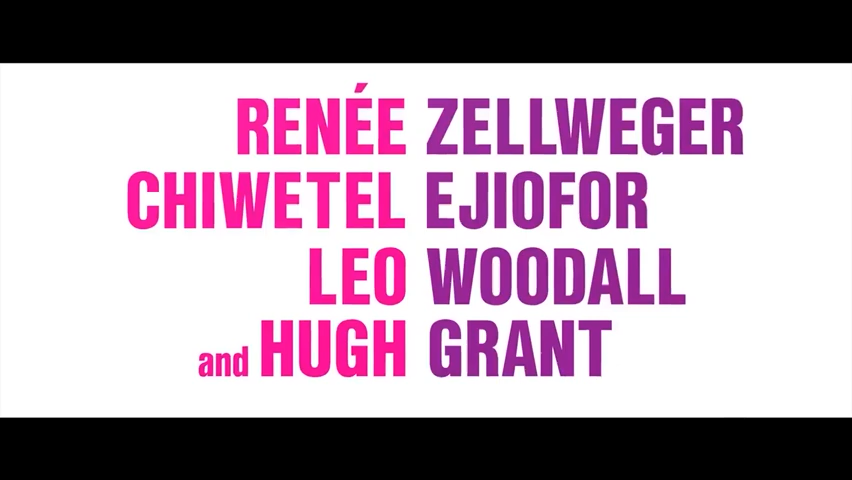 RENÉE ZELLWEGER
CHIWETEL EJIOFOR
LEO WOODALL
and HUGH GRANT